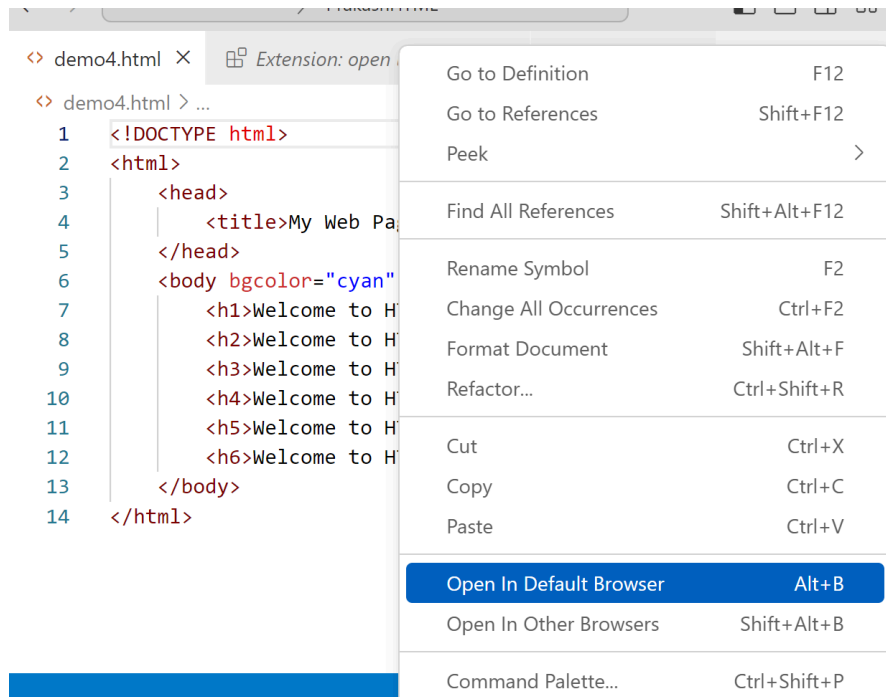 demo4.html
Extension: open
demo4.html > ...
1 <!DOCTYPE html>
2 <html>
3 <head>
4 <title>My Web
5 </head>
6 <body bgcolor="cyan"
7 <h1>Welcome to
8 <h2>Welcome to
9 <h3>Welcome to
10 <h4>Welcome to
11 <h5>Welcome to
12 <h6>Welcome to
13 </body>
14 </html>
Go to Definition F12
Go to References Shift+F12
Peek
Find All References Shift+Alt+F12
Rename Symbol F2
Change All Occurrences Ctrl+F2
Format Document Shift+Alt+F
Refactor... Ctrl+Shift+R
Cut Ctrl+X
Copy Ctrl+C
Paste Ctrl+V
Open In Default Browser Alt+B
Open In Other Browsers Shift+Alt+B
Command Palette... Ctrl+Shift+P